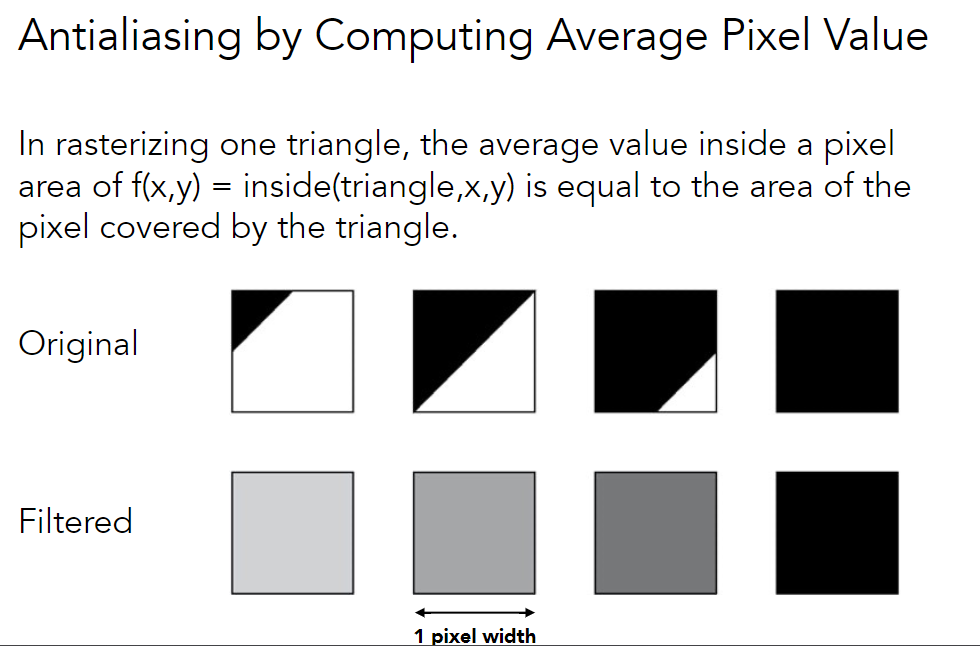 Antialiasing by Computing Average Pixel Value
In rasterizing one triangle, the average value inside a pixel
area of f(x,y) = inside(triangle,x,y) is equal to the area of the
pixel covered by the triangle.
Original
Filtered
1 pixel width